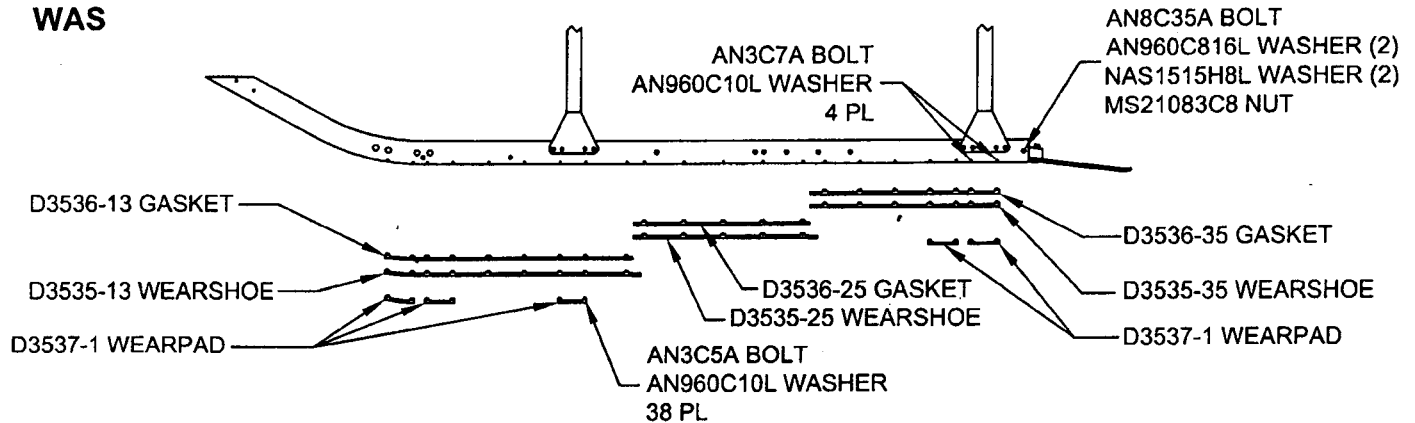 WAS
AN3C7A BOLT
AN960C10L WASHER
4 PL
AN8C35A BOLT
AN960C816L WASHER (2)
NAS1515H8L WASHER (2)
MS21083C8 NUT
D3536-13 GASKET
D3535-13 WEARSHOE
D3537-1 WEARPAD
D3536-25 GASKET
D3535-25 WEARSHOE
AN3C5A BOLT
AN960C10L WASHER
38 PL
D3536-35 GASKET
D3535-35 WEARSHOE
D3537-1 WEARPAD